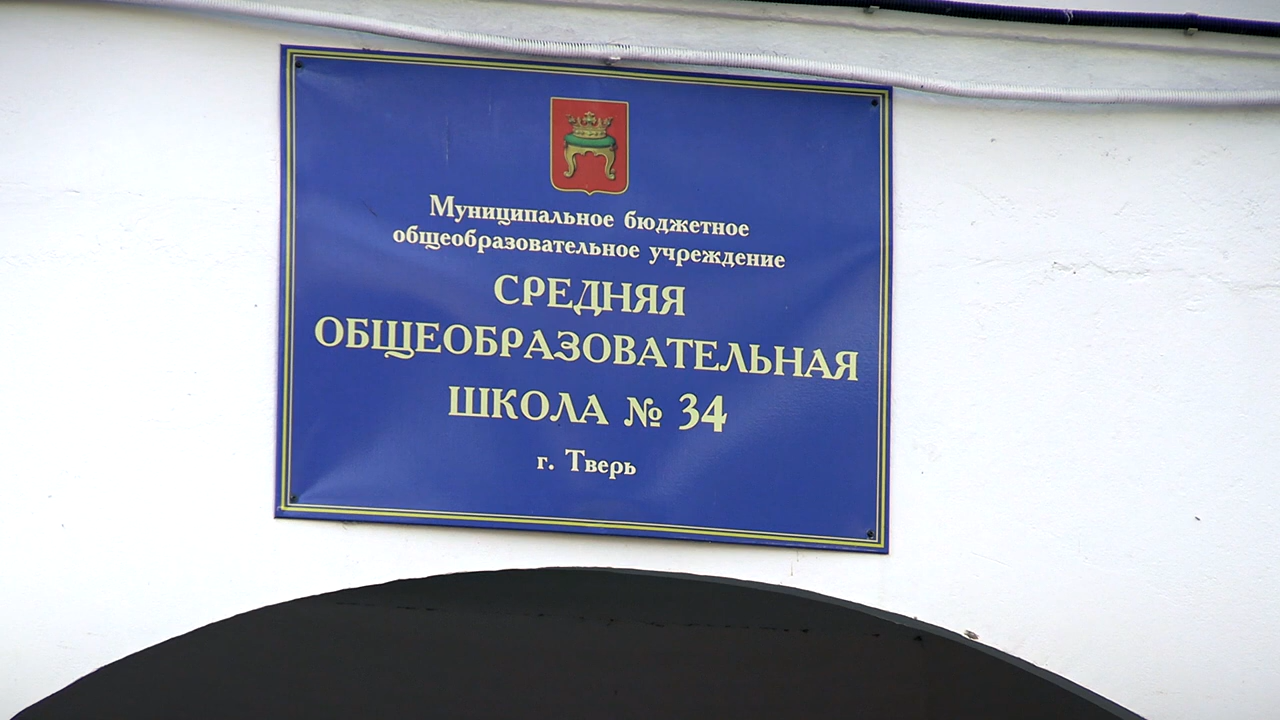 Муниципальное бюджетное
общеобразовательное учреждение
СРЕДНЯЯ
ОБЩЕОБРАЗОВАТЕЛЬНАЯ
ШКОЛА № 34
г. Тверь